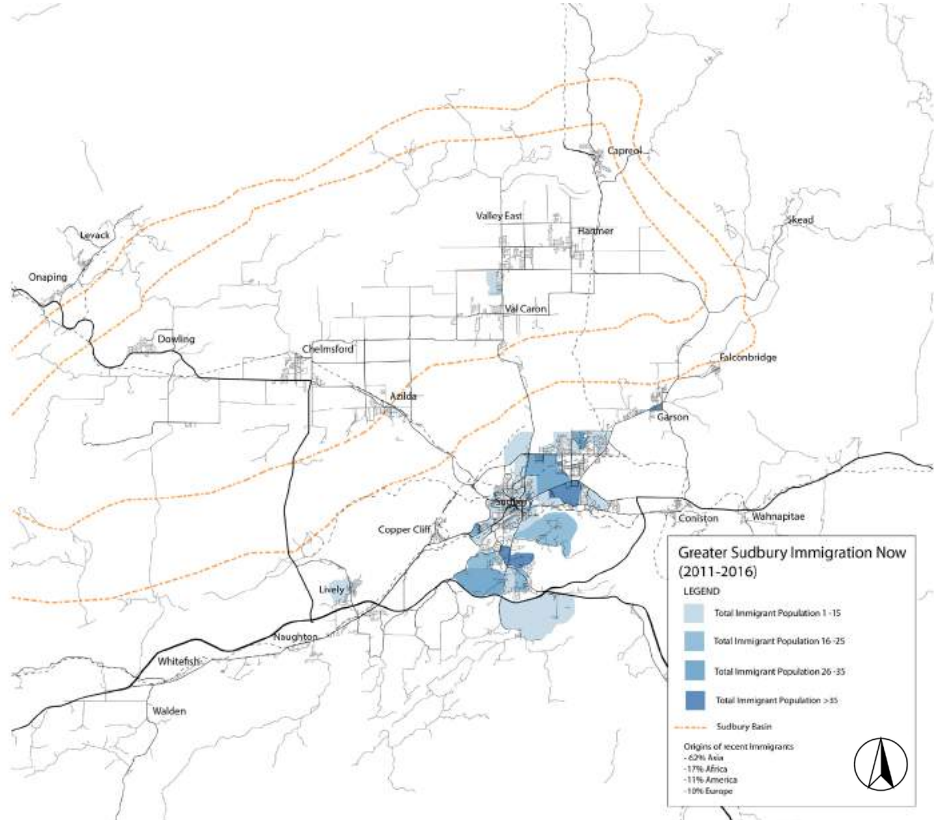 Capreol
Valley East
Skead
Hanmer
Levack
Onaping
Val Caron
Dowling
Chelmsford
Falconbridge
Azilda
Garson
Sudbury
Copper Cliff
Coniston
Wahnapitae
Lively
Naughton
Whitefish
Walden
Greater Sudbury Immigration Now
(2011-2016)
LEGEND
Total Immigrant Population 1 -15
Total Immigrant Population 16 -25
Total Immigrant Population 26 -35
Total Immigrant Population >35
Sudbury Basin
Origins of recent Immigrants
- 62% Asia
-17% Africa
-11% America
-10% Europe